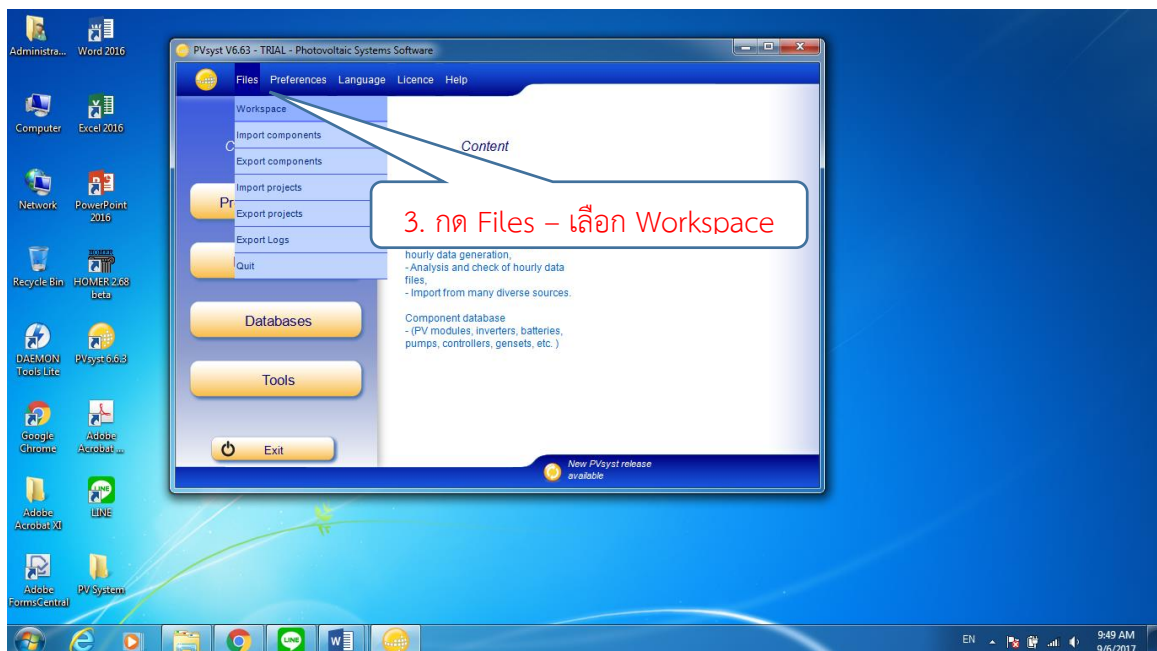 Administra...
Word 2016
Computer
Excel 2016
Network
PowerPoint
2016
Recycle Bin
HOMER 2.68
beta
DAEMON
Tools Lite
PVsyst 6.6.3
Google
Chrome
Adobe
Acrobat ...
Adobe
Acrobat XI
LINE
Adobe
FormsCentral
PV System
PVsyst V6.63 - TRIAL - Photovoltaic Systems Software
Files Preferences Language Licence Help
Workspace
Import components
Export components
Import projects
Export projects
Export Logs
Quit
C
Content
Pr
3. กด Files – เลือก Workspace
hourly data generation,
- Analysis and check of hourly data
files,
- Import from many diverse sources.
Component database
- (PV modules, inverters, batteries,
pumps, controllers, gensets, etc. )
Databases
Tools
Exit
New PVsyst release
available
EN
9:49 AM
9/6/2017